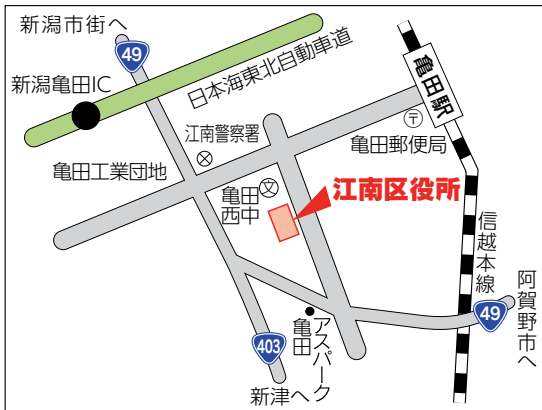 新潟市街へ
49
新潟亀田IC
日本海東北自動車道
亀田駅
江南警察署
〒
亀田郵便局
亀田工業団地
亀田
西中
文
江南区役所
信越本線
阿賀野市へ
49
亀田
アスパーク
403
新津へ